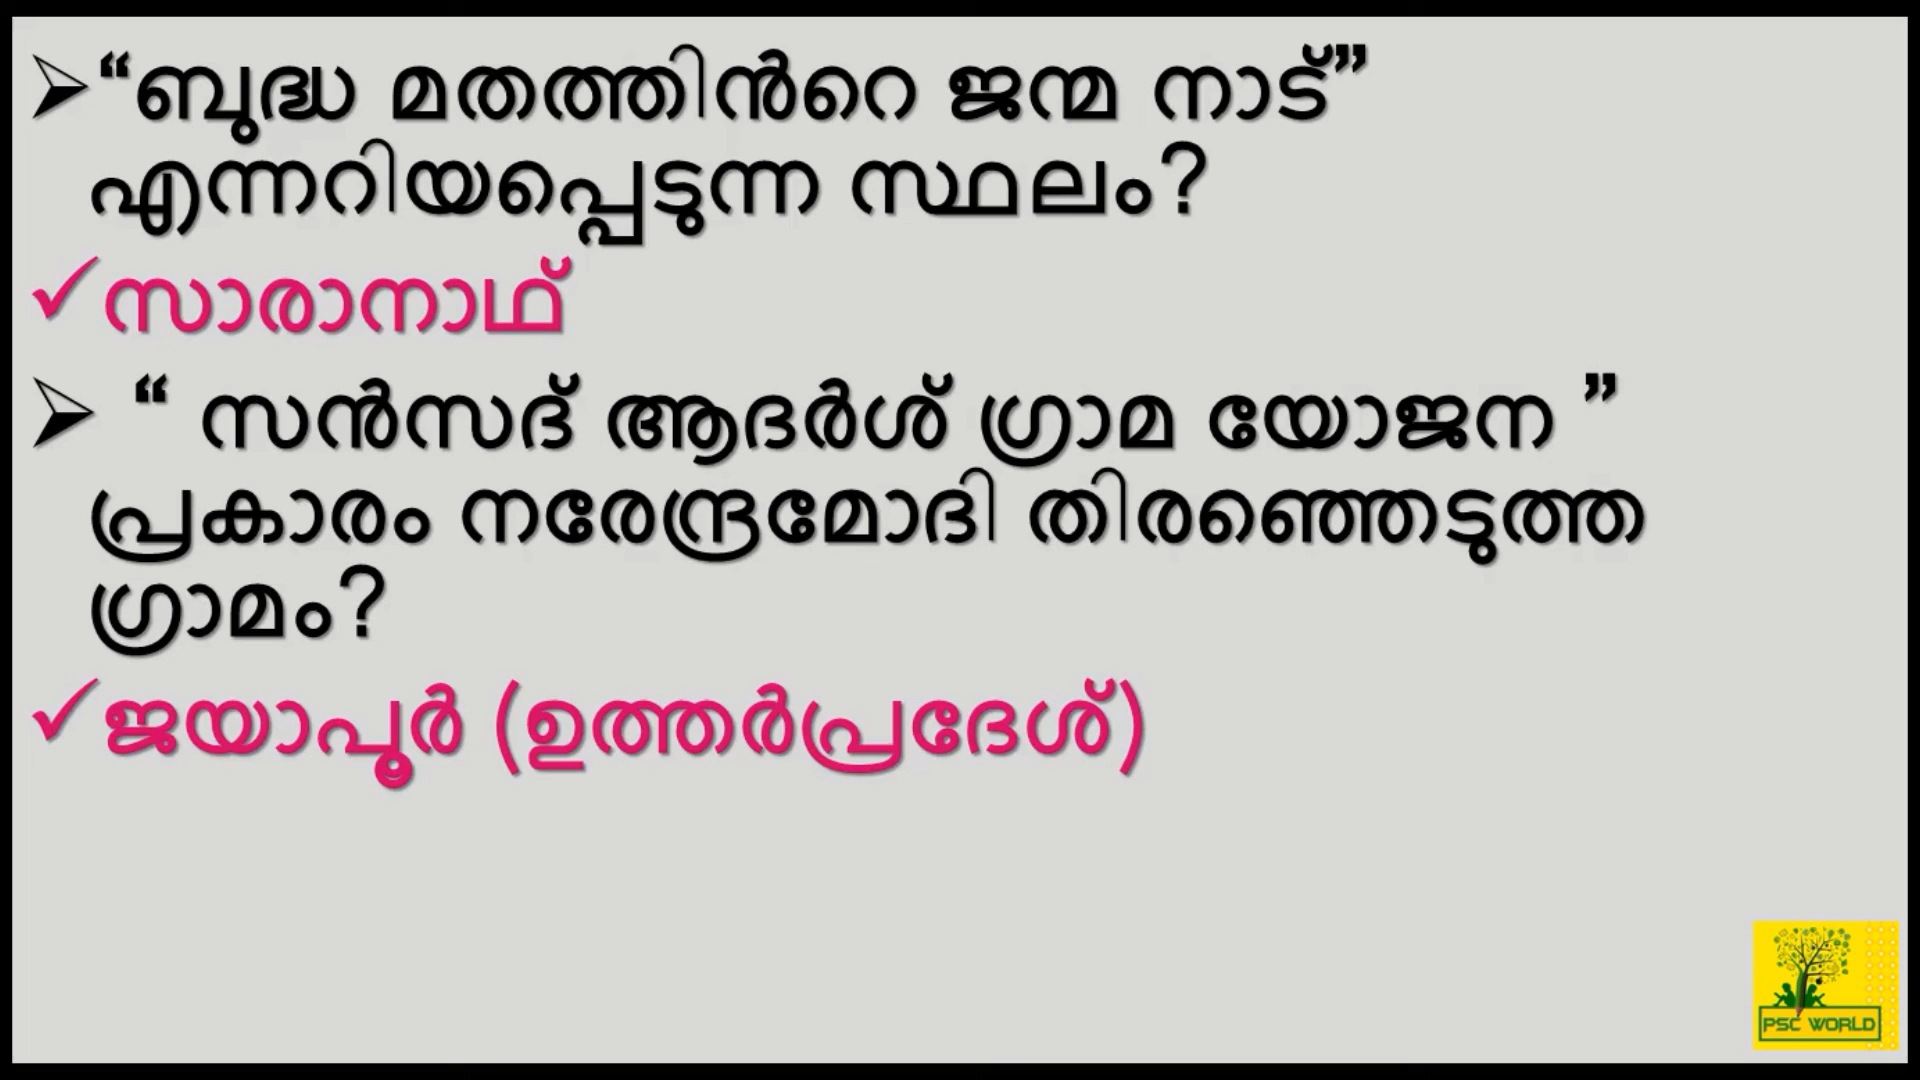 ➢“ബുദ്ധ മതത്തിൻറെ ജന്മ നാട്”
എന്നറിയപ്പെടുന്ന സ്ഥലം?
✓സാരാനാഥ്
➢ “ സൻസദ് ആദർശ് ഗ്രാമ യോജന ”
പ്രകാരം നരേന്ദ്രമോദി തിരഞ്ഞെടുത്ത
ഗ്രാമം?
✓ജയാപൂർ (ഉത്തർപ്രദേശ്)
PSC WORLD